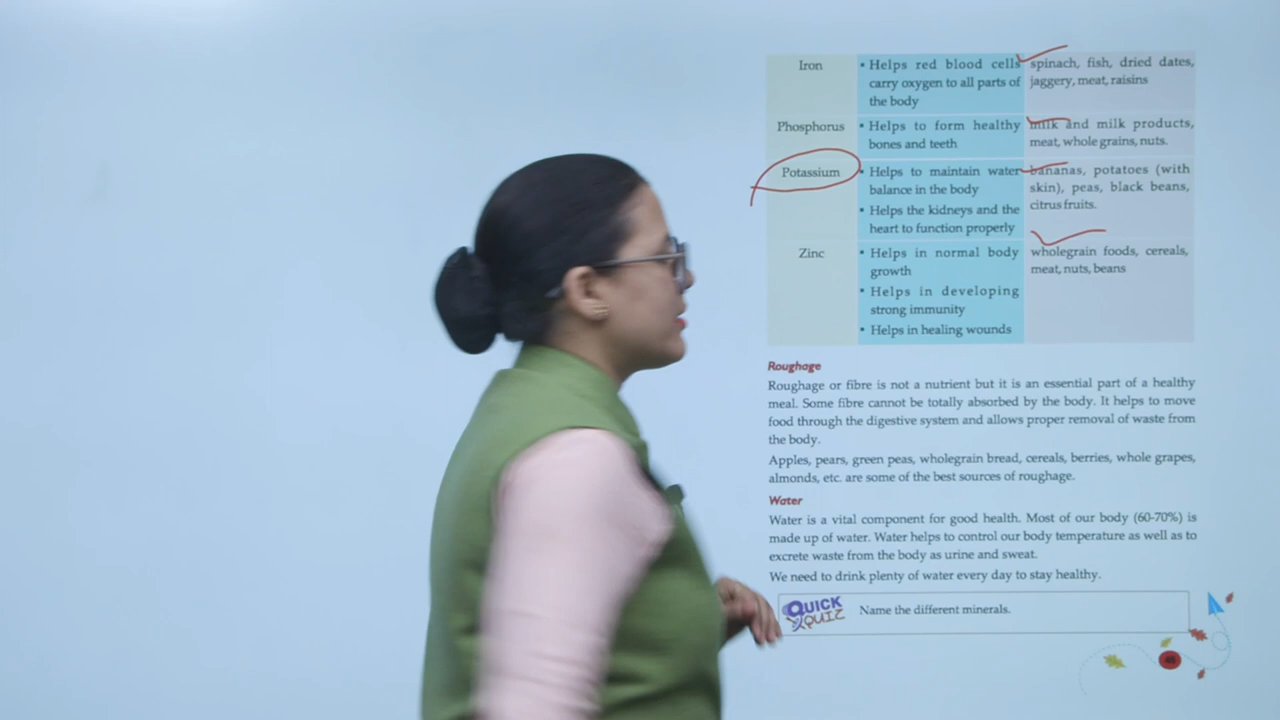 Iron
• Helps red blood cells
carry oxygen to all parts of
the body
spinach, fish, dried dates,
jaggery, meat, raisins
Phosphorus
• Helps to form healthy
bones and teeth
milk and milk products,
meat, whole grains, nuts.
Potassium
• Helps to maintain water
balance in the body
• Helps the kidneys and the
heart to function properly
bananas, potatoes (with
skin), peas, black beans,
citrus fruits.
Zinc
• Helps in normal body
growth
• Helps in developing
strong immunity
• Helps in healing wounds
wholegrain foods, cereals,
meat, nuts, beans
Roughage
Roughage or fibre is not a nutrient but it is an essential part of a healthy
meal. Some fibre cannot be totally absorbed by the body. It helps to move
food through the digestive system and allows proper removal of waste from
the body.
Apples, pears, green peas, wholegrain bread, cereals, berries, whole grapes,
almonds, etc. are some of the best sources of roughage.
Water
Water is a vital component for good health. Most of our body (60-70%) is
made up of water. Water helps to control our body temperature as well as to
excrete waste from the body as urine and sweat.
We need to drink plenty of water every day to stay healthy.
QUICK
QUIZ
Name the different minerals.